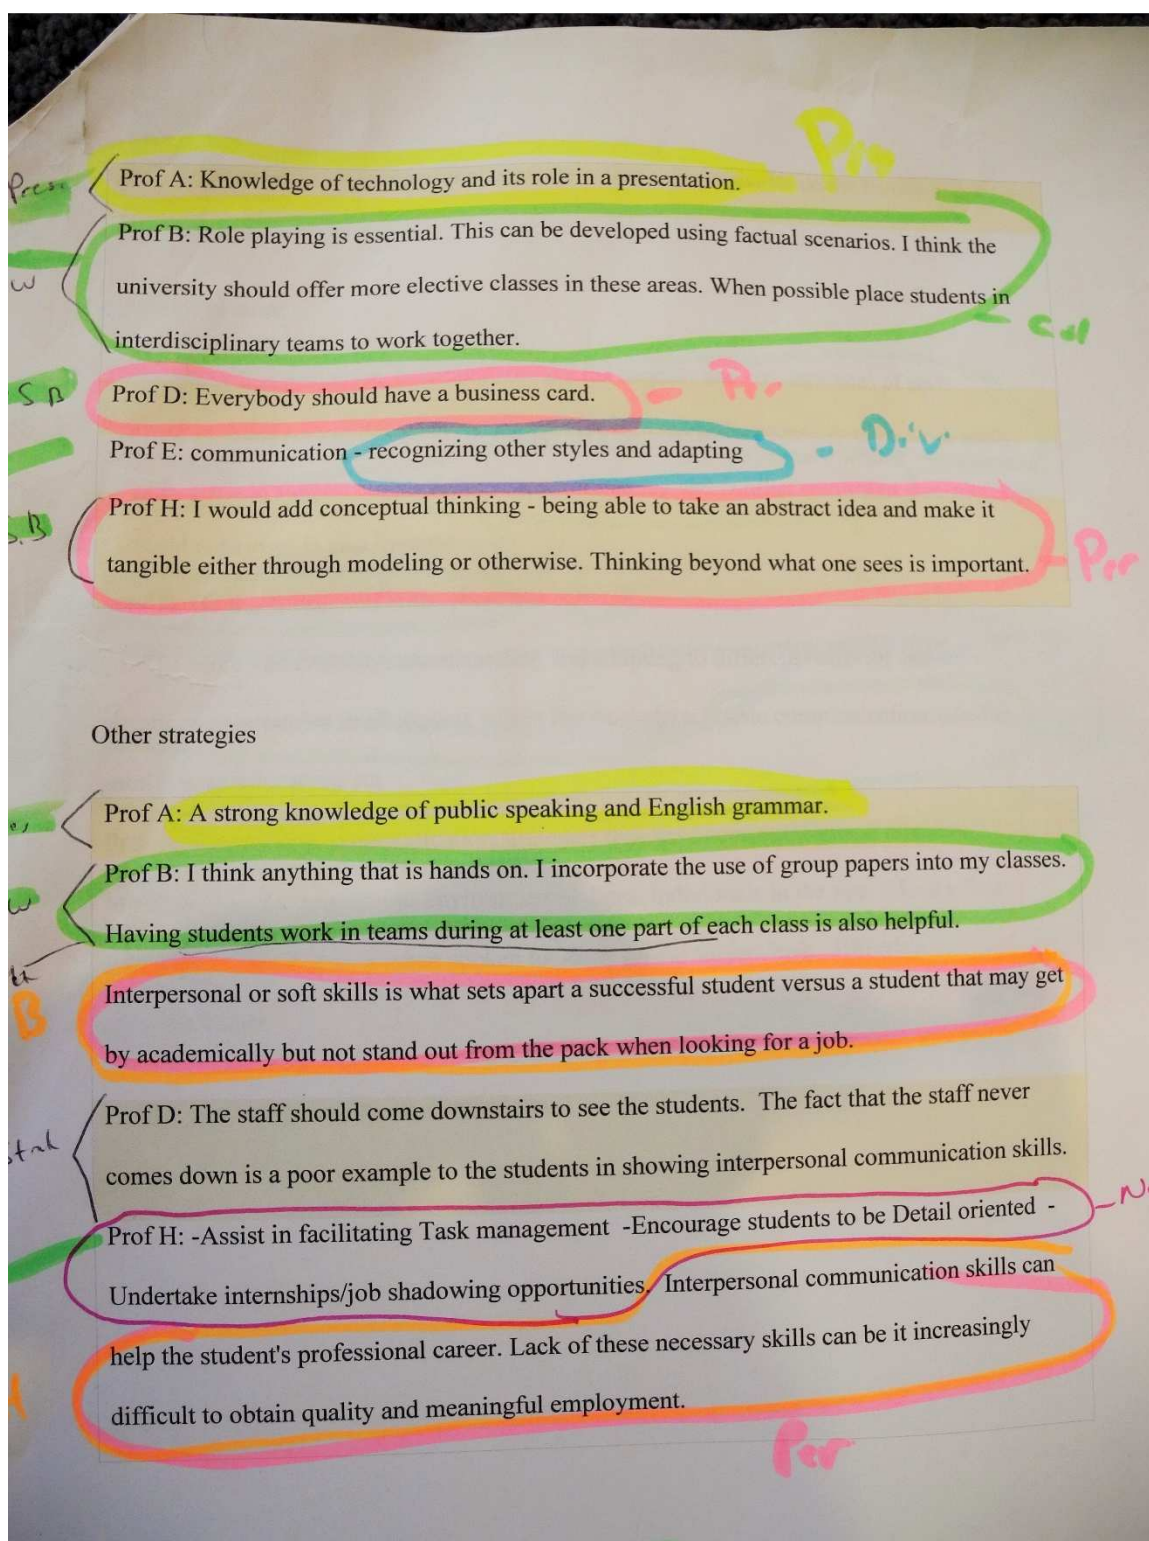 Pres.
Prof A: Knowledge of technology and its role in a presentation.
Prof B: Role playing is essential. This can be developed using factual scenarios. I think the
W
university should offer more elective classes in these areas. When possible place students in
interdisciplinary teams to work together.
Col
S B
Prof D: Everybody should have a business card.
Prof E: communication - recognizing other styles and adapting
Div.
S.B
Prof H: I would add conceptual thinking - being able to take an abstract idea and make it
tangible either through modeling or otherwise. Thinking beyond what one sees is important.
Per
Other strategies
Prof A: A strong knowledge of public speaking and English grammar.
Prof B: I think anything that is hands on. I incorporate the use of group papers into my classes.
W
Having students work in teams during at least one part of each class is also helpful.
B
Interpersonal or soft skills is what sets apart a successful student versus a student that may get
by academically but not stand out from the pack when looking for a job.
Prof D: The staff should come downstairs to see the students. The fact that the staff never
comes down is a poor example to the students in showing interpersonal communication skills.
Prof H: -Assist in facilitating Task management -Encourage students to be Detail oriented -
Undertake internships/job shadowing opportunities. Interpersonal communication skills can
help the student's professional career. Lack of these necessary skills can be it increasingly
difficult to obtain quality and meaningful employment.
Per